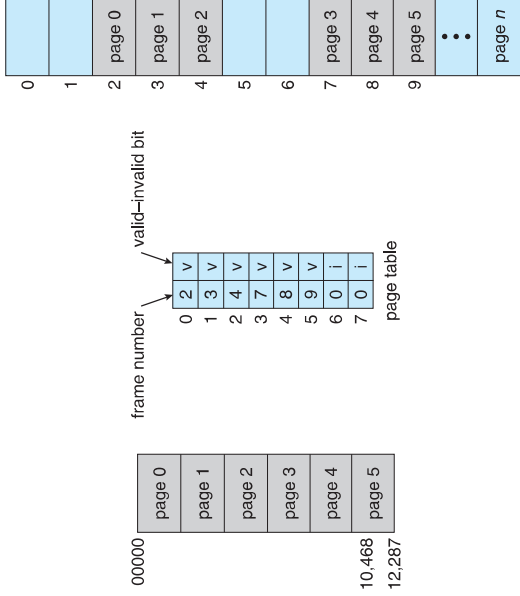 00000
page 0
page 1
page 2
page 3
page 4
page 5
10,468
12,287
frame number
valid–invalid bit
0 2 v
1 3 v
2 4 v
3 7 v
4 8 v
5 9 v
6 0 i
7 0 i
page table
0
1
2 page 0
3 page 1
4 page 2
5
6
7 page 3
8 page 4
9 page 5
•••
page n